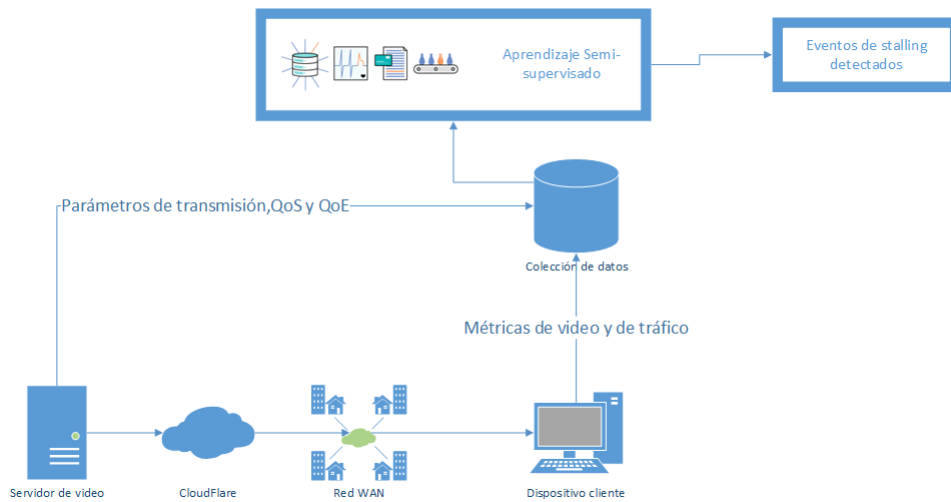 Aprendizaje Semi-
supervisado
Eventos de stalling
detectados
Parámetros de transmisión,QoS y QoE
Colección de datos
Métricas de video y de tráfico
Servidor de video
CloudFlare
Red WAN
Dispositivo cliente